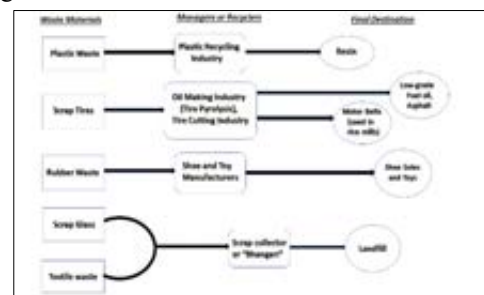 Waste Materials
Managers or Recyclers
Final Destination
Plastic Waste
Plastic Recycling
Industry
Resin
Scrap Tires
Oil Making Industry
(Tire Pyrolysis),
Tire Cutting Industry
Low-grade
Fuel oil,
Asphalt
Motor Belts
(used in
rice mills)
Rubber Waste
Shoe and Toy
Manufacturers
Shoe Soles
and Toys
Scrap Glass
Scrap collector
or "Bhangari"
Landfill
Textile waste